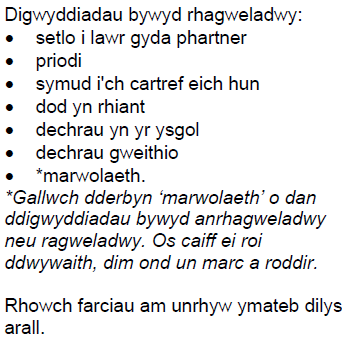 Digwyddiadau bywyd rhagweladwy:
• setlo i lawr gyda phartner
• priodi
• symud i'ch cartref eich hun
• dod yn rhiant
• dechrau yn yr ysgol
• dechrau gweithio
• *marwolaeth.
*Gallwch dderbyn ‘marwolaeth’ o dan
ddigwyddiadau bywyd anrhagweladwy
neu ragweladwy. Os caiff ei roi
ddwywaith, dim ond un marc a roddir.
Rhowch farciau am unrhyw ymateb dilys
arall.